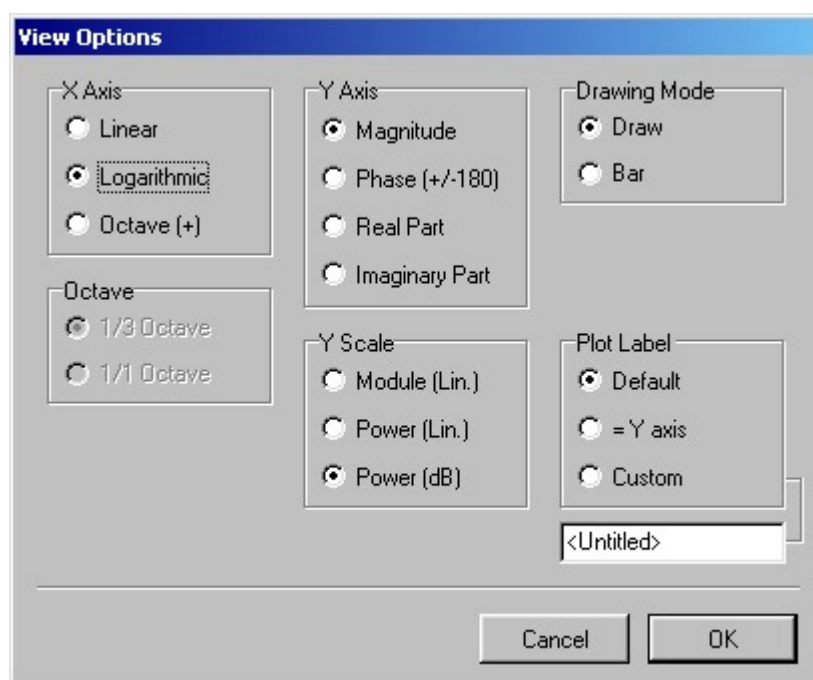 View Options
X Axis
Linear
Logarithmic
Octave (+)
Octave
1/3 Octave
1/1 Octave
Y Axis
Magnitude
Phase (+/-180)
Real Part
Imaginary Part
Y Scale
Module (Lin.)
Power (Lin.)
Power (dB)
Drawing Mode
Draw
Bar
Plot Label
Default
= Y axis
Custom
<Untitled>
Cancel
OK